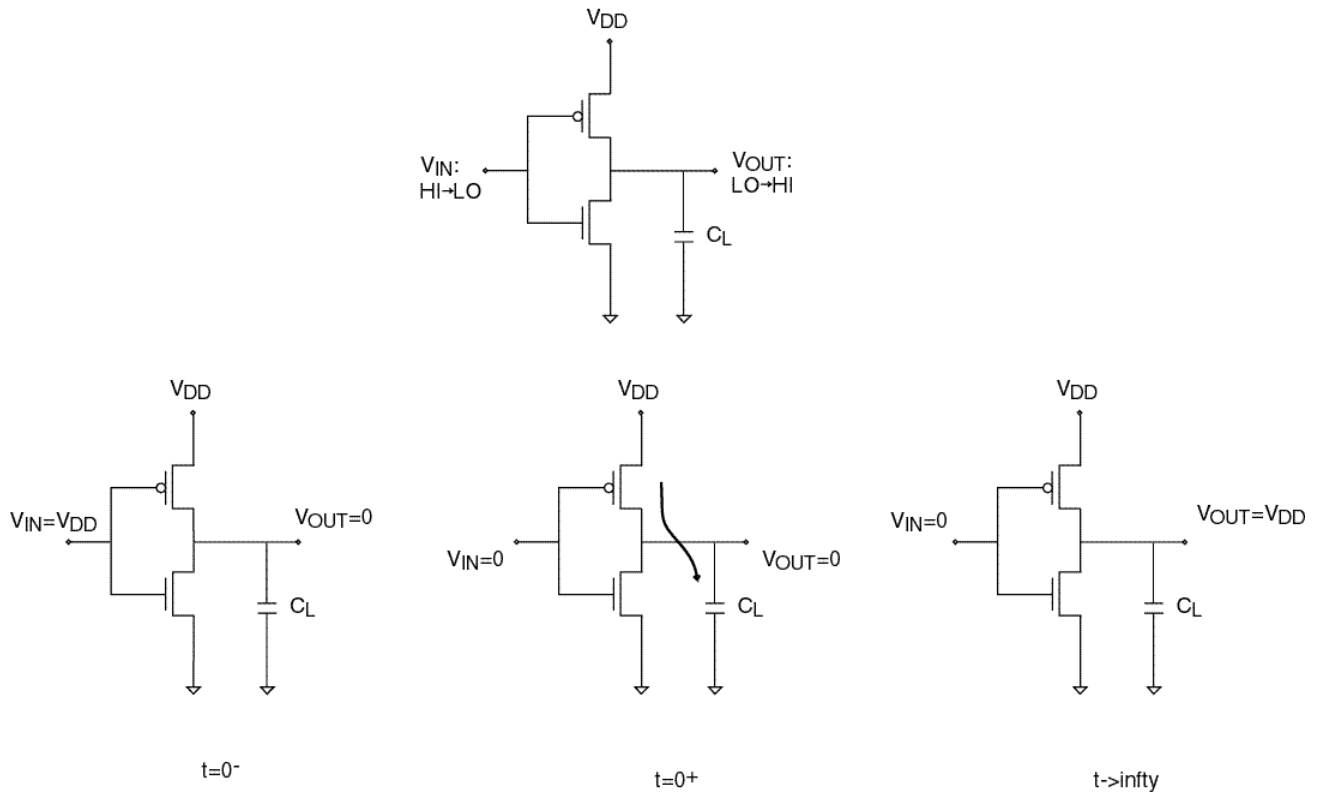 VDD
VIN:
HI→LO
VOUT:
LO→HI
CL
VDD
VIN=VDD
VOUT=0
CL
t=0-
VDD
VIN=0
VOUT=0
CL
t=0+
VDD
VIN=0
VOUT=VDD
CL
t->infty